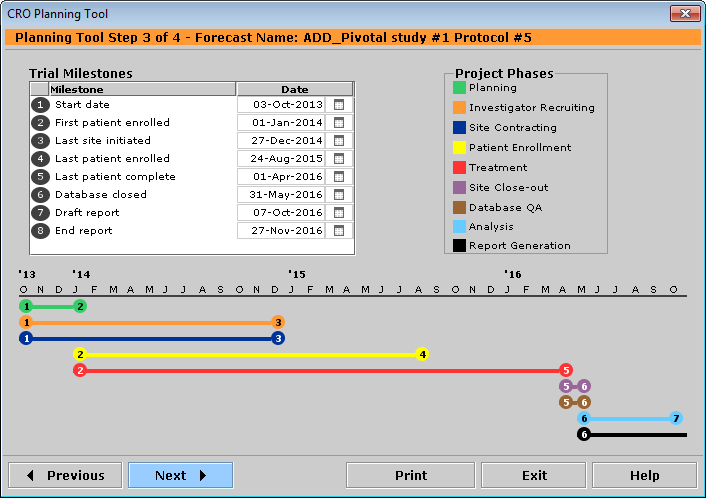 CRO Planning Tool
Planning Tool Step 3 of 4 - Forecast Name: ADD_Pivotal study #1 Protocol #5
Trial Milestones
Milestone Date
1 Start date 03-Oct-2013
2 First patient enrolled 01-Jan-2014
3 Last site initiated 27-Dec-2014
4 Last patient enrolled 24-Aug-2015
5 Last patient complete 01-Apr-2016
6 Database closed 31-May-2016
7 Draft report 07-Oct-2016
8 End report 27-Nov-2016
Project Phases
Planning
Investigator Recruiting
Site Contracting
Patient Enrollment
Treatment
Site Close-out
Database QA
Analysis
Report Generation
'13 '14 '15 '16
O N D J F M A M J J A S O N D J F M A M J J A S O N D J F M A M J J A S O
1 2
1 3
1 3
2 4
2 5
5 6
5 6
6 7
6
Previous Next Print Exit Help